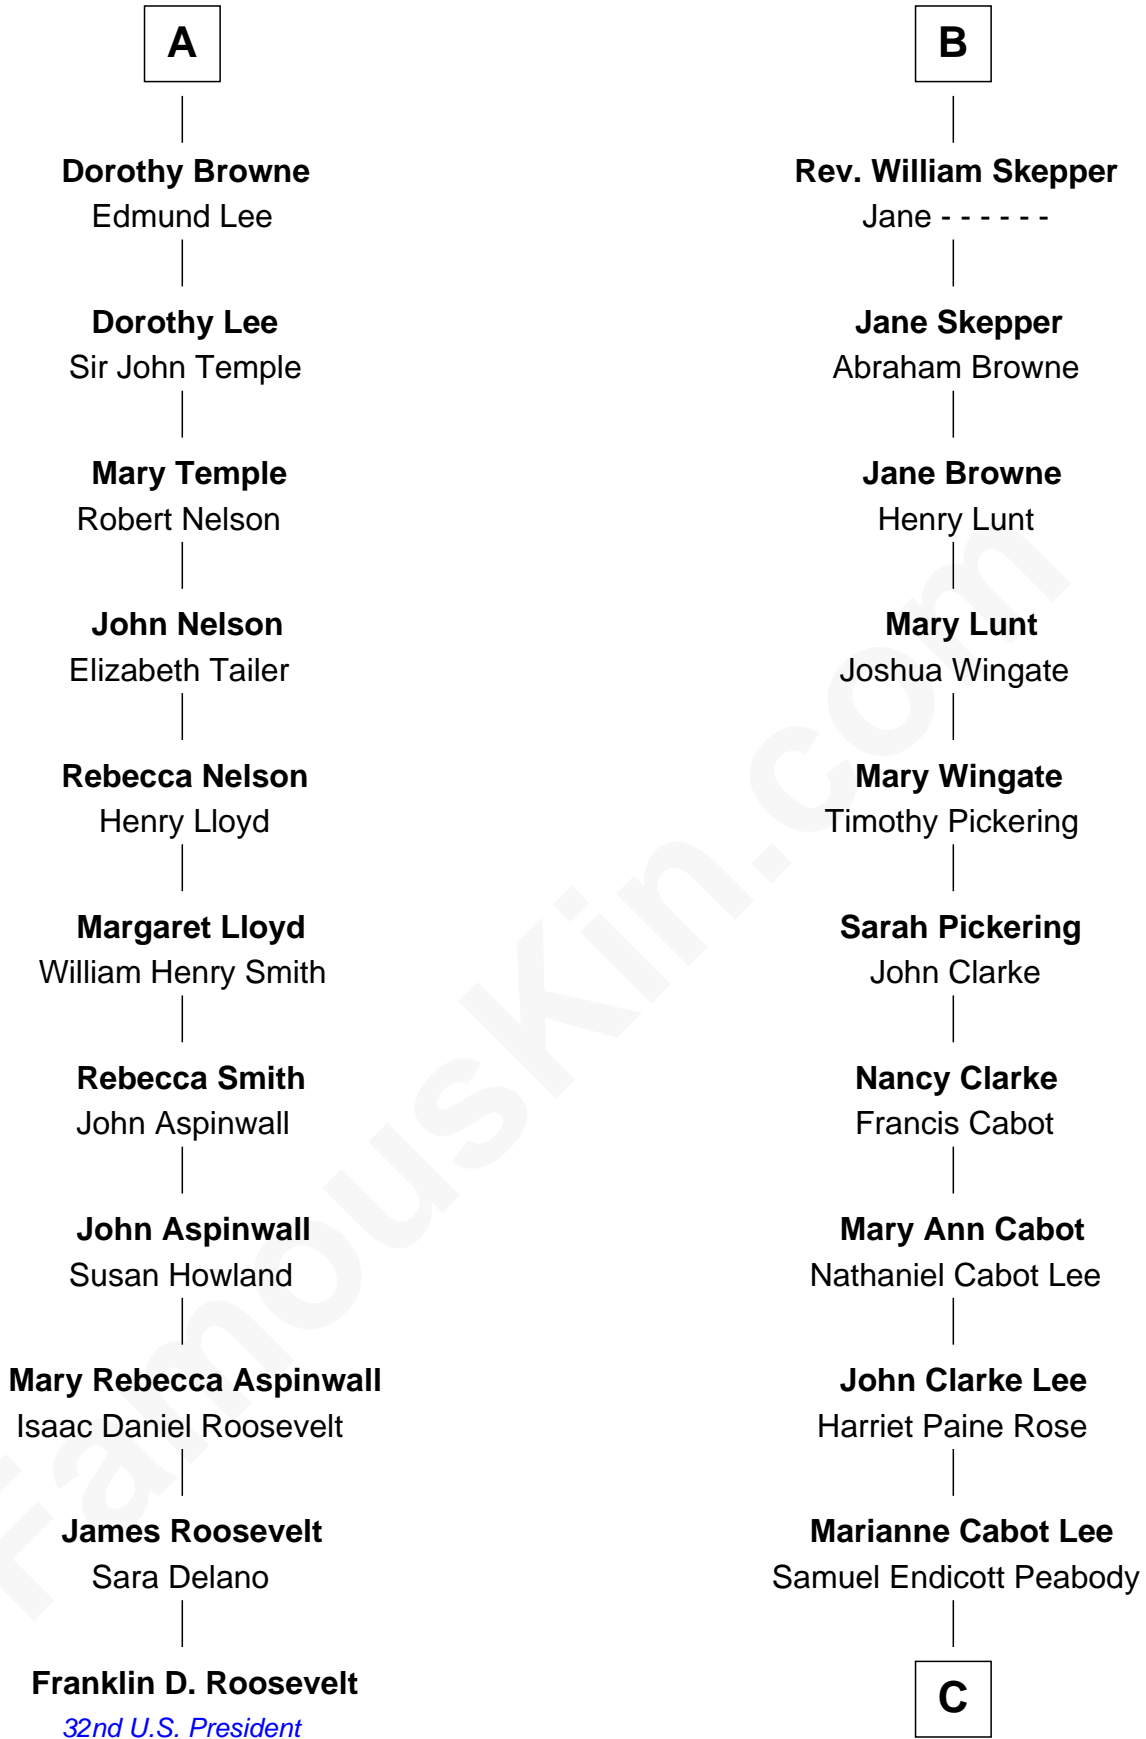 A
Dorothy Browne
Edmund Lee
Dorothy Lee
Sir John Temple
Mary Temple
Robert Nelson
John Nelson
Elizabeth Tailer
Rebecca Nelson
Henry Lloyd
Margaret Lloyd
William Henry Smith
Rebecca Smith
John Aspinwall
John Aspinwall
Susan Howland
Mary Rebecca Aspinwall
Isaac Daniel Roosevelt
James Roosevelt
Sara Delano
Franklin D. Roosevelt
32nd U.S. President
B
Rev. William Skepper
Jane - - - - - -
Jane Skepper
Abraham Browne
Jane Browne
Henry Lunt
Mary Lunt
Joshua Wingate
Mary Wingate
Timothy Pickering
Sarah Pickering
John Clarke
Nancy Clarke
Francis Cabot
Mary Ann Cabot
Nathaniel Cabot Lee
John Clarke Lee
Harriet Paine Rose
Marianne Cabot Lee
Samuel Endicott Peabody
C
FamousKin.com